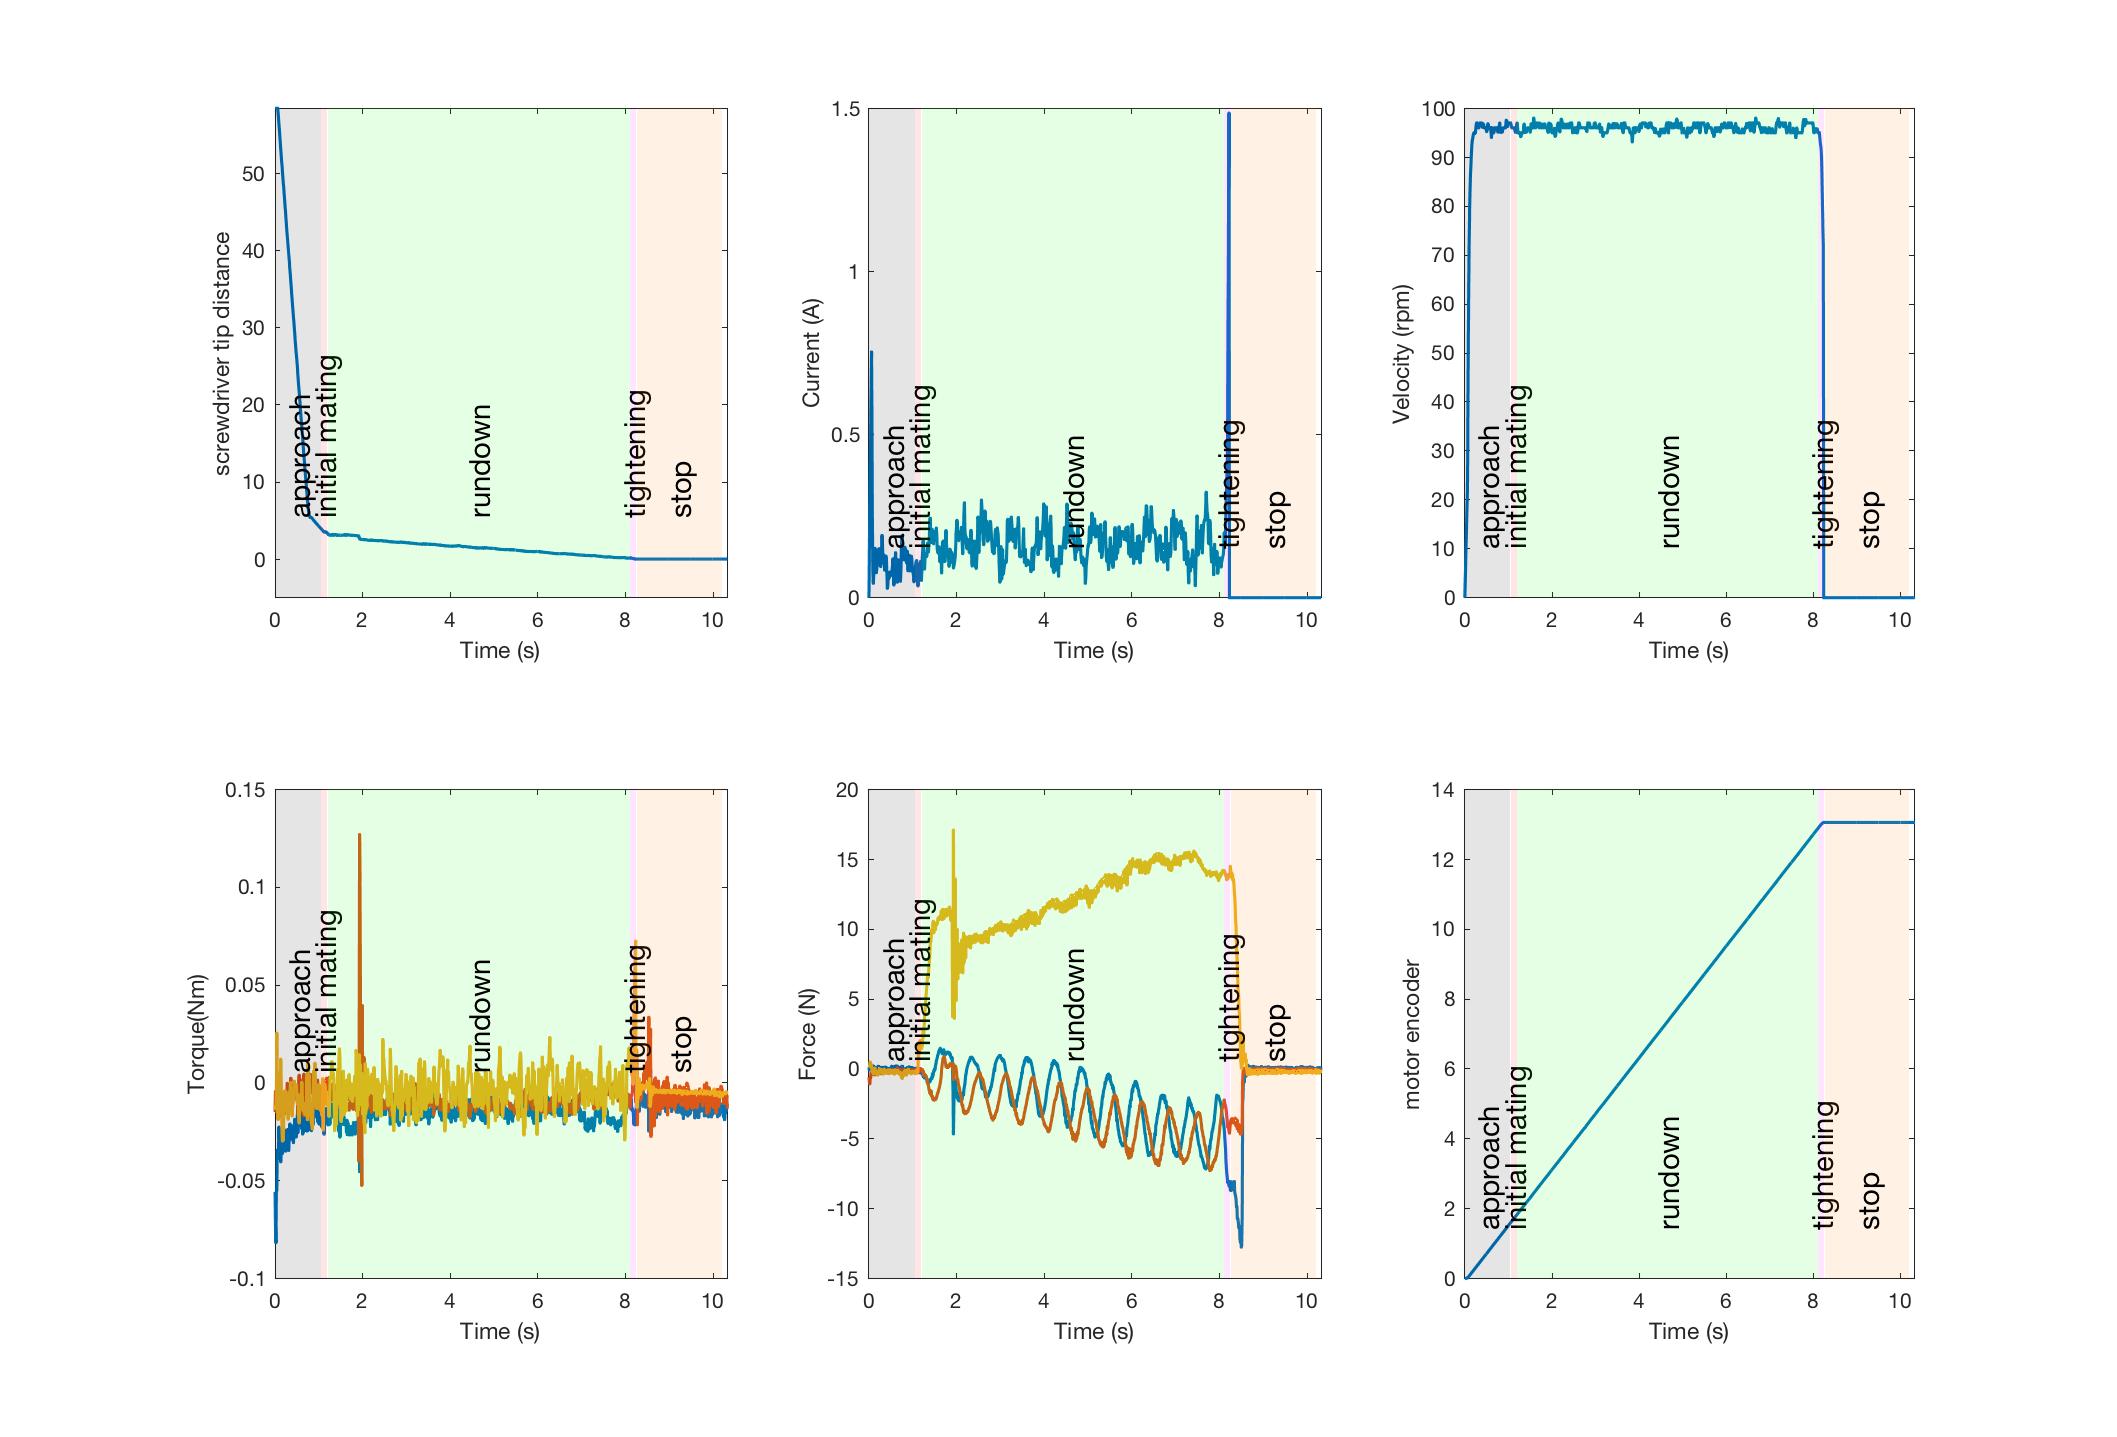 screwdriver tip distance
50
40
30
20
10
0
approach
initial mating
rundown
tightening
stop
0 2 4 6 8 10
Time (s)
Current (A)
1.5
1
0.5
0
approach
initial mating
rundown
tightening
stop
0 2 4 6 8 10
Time (s)
Velocity (rpm)
100
90
80
70
60
50
40
30
20
10
0
approach
initial mating
rundown
tightening
stop
0 2 4 6 8 10
Time (s)
Torque(Nm)
0.15
0.1
0.05
0
-0.05
-0.1
approach
initial mating
rundown
tightening
stop
0 2 4 6 8 10
Time (s)
Force (N)
20
15
10
5
0
-5
-10
-15
approach
initial mating
rundown
tightening
stop
0 2 4 6 8 10
Time (s)
motor encoder
14
12
10
8
6
4
2
0
approach
initial mating
rundown
tightening
stop
0 2 4 6 8 10
Time (s)